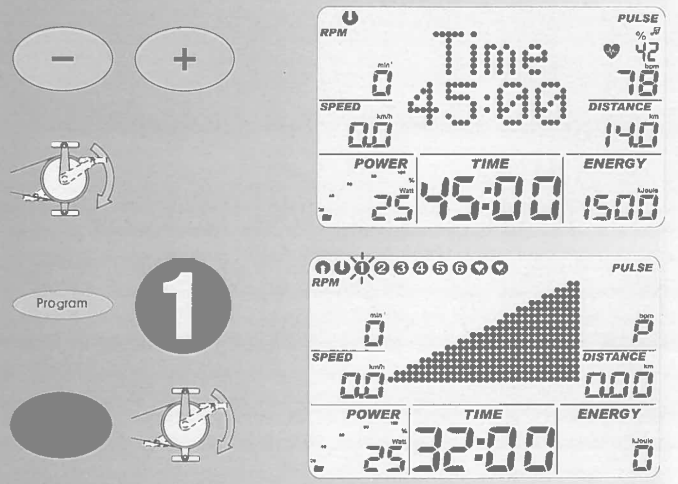 − +
RPM
PULSE
Time
45:00
min⁻
0
% 42
bpm
78
SPEED
km/h
0.0
DISTANCE
km
14.0
POWER
TIME
ENERGY
%
Watt
25
45:00
kJoule
1500
Program
1
1 2 3 4 5 6
RPM
PULSE
min⁻
0
bpm
P
SPEED
km/h
0.0
DISTANCE
km
0.00
POWER
TIME
ENERGY
%
Watt
25
32:00
kJoule
0